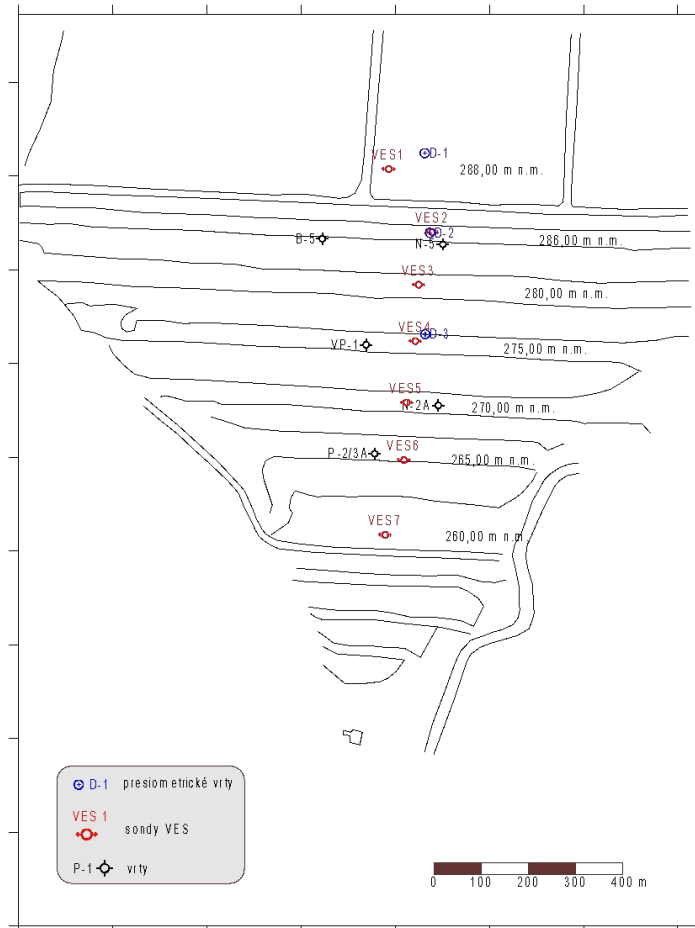 D-1
VES1
288,00 m n.m.
VES2
D-2
B-5
N-5
286,00 m n.m.
VES3
280,00 m n.m.
VES4
D-3
VP-1
275,00 m n.m.
VES5
N-2A
270,00 m n.m.
VES6
P-2/3A
265,00 m n.m.
VES7
260,00 m n.m.
D-1 presiometrické vrty
VES 1
sondy VES
P-1 vrty
0 100 200 300 400 m